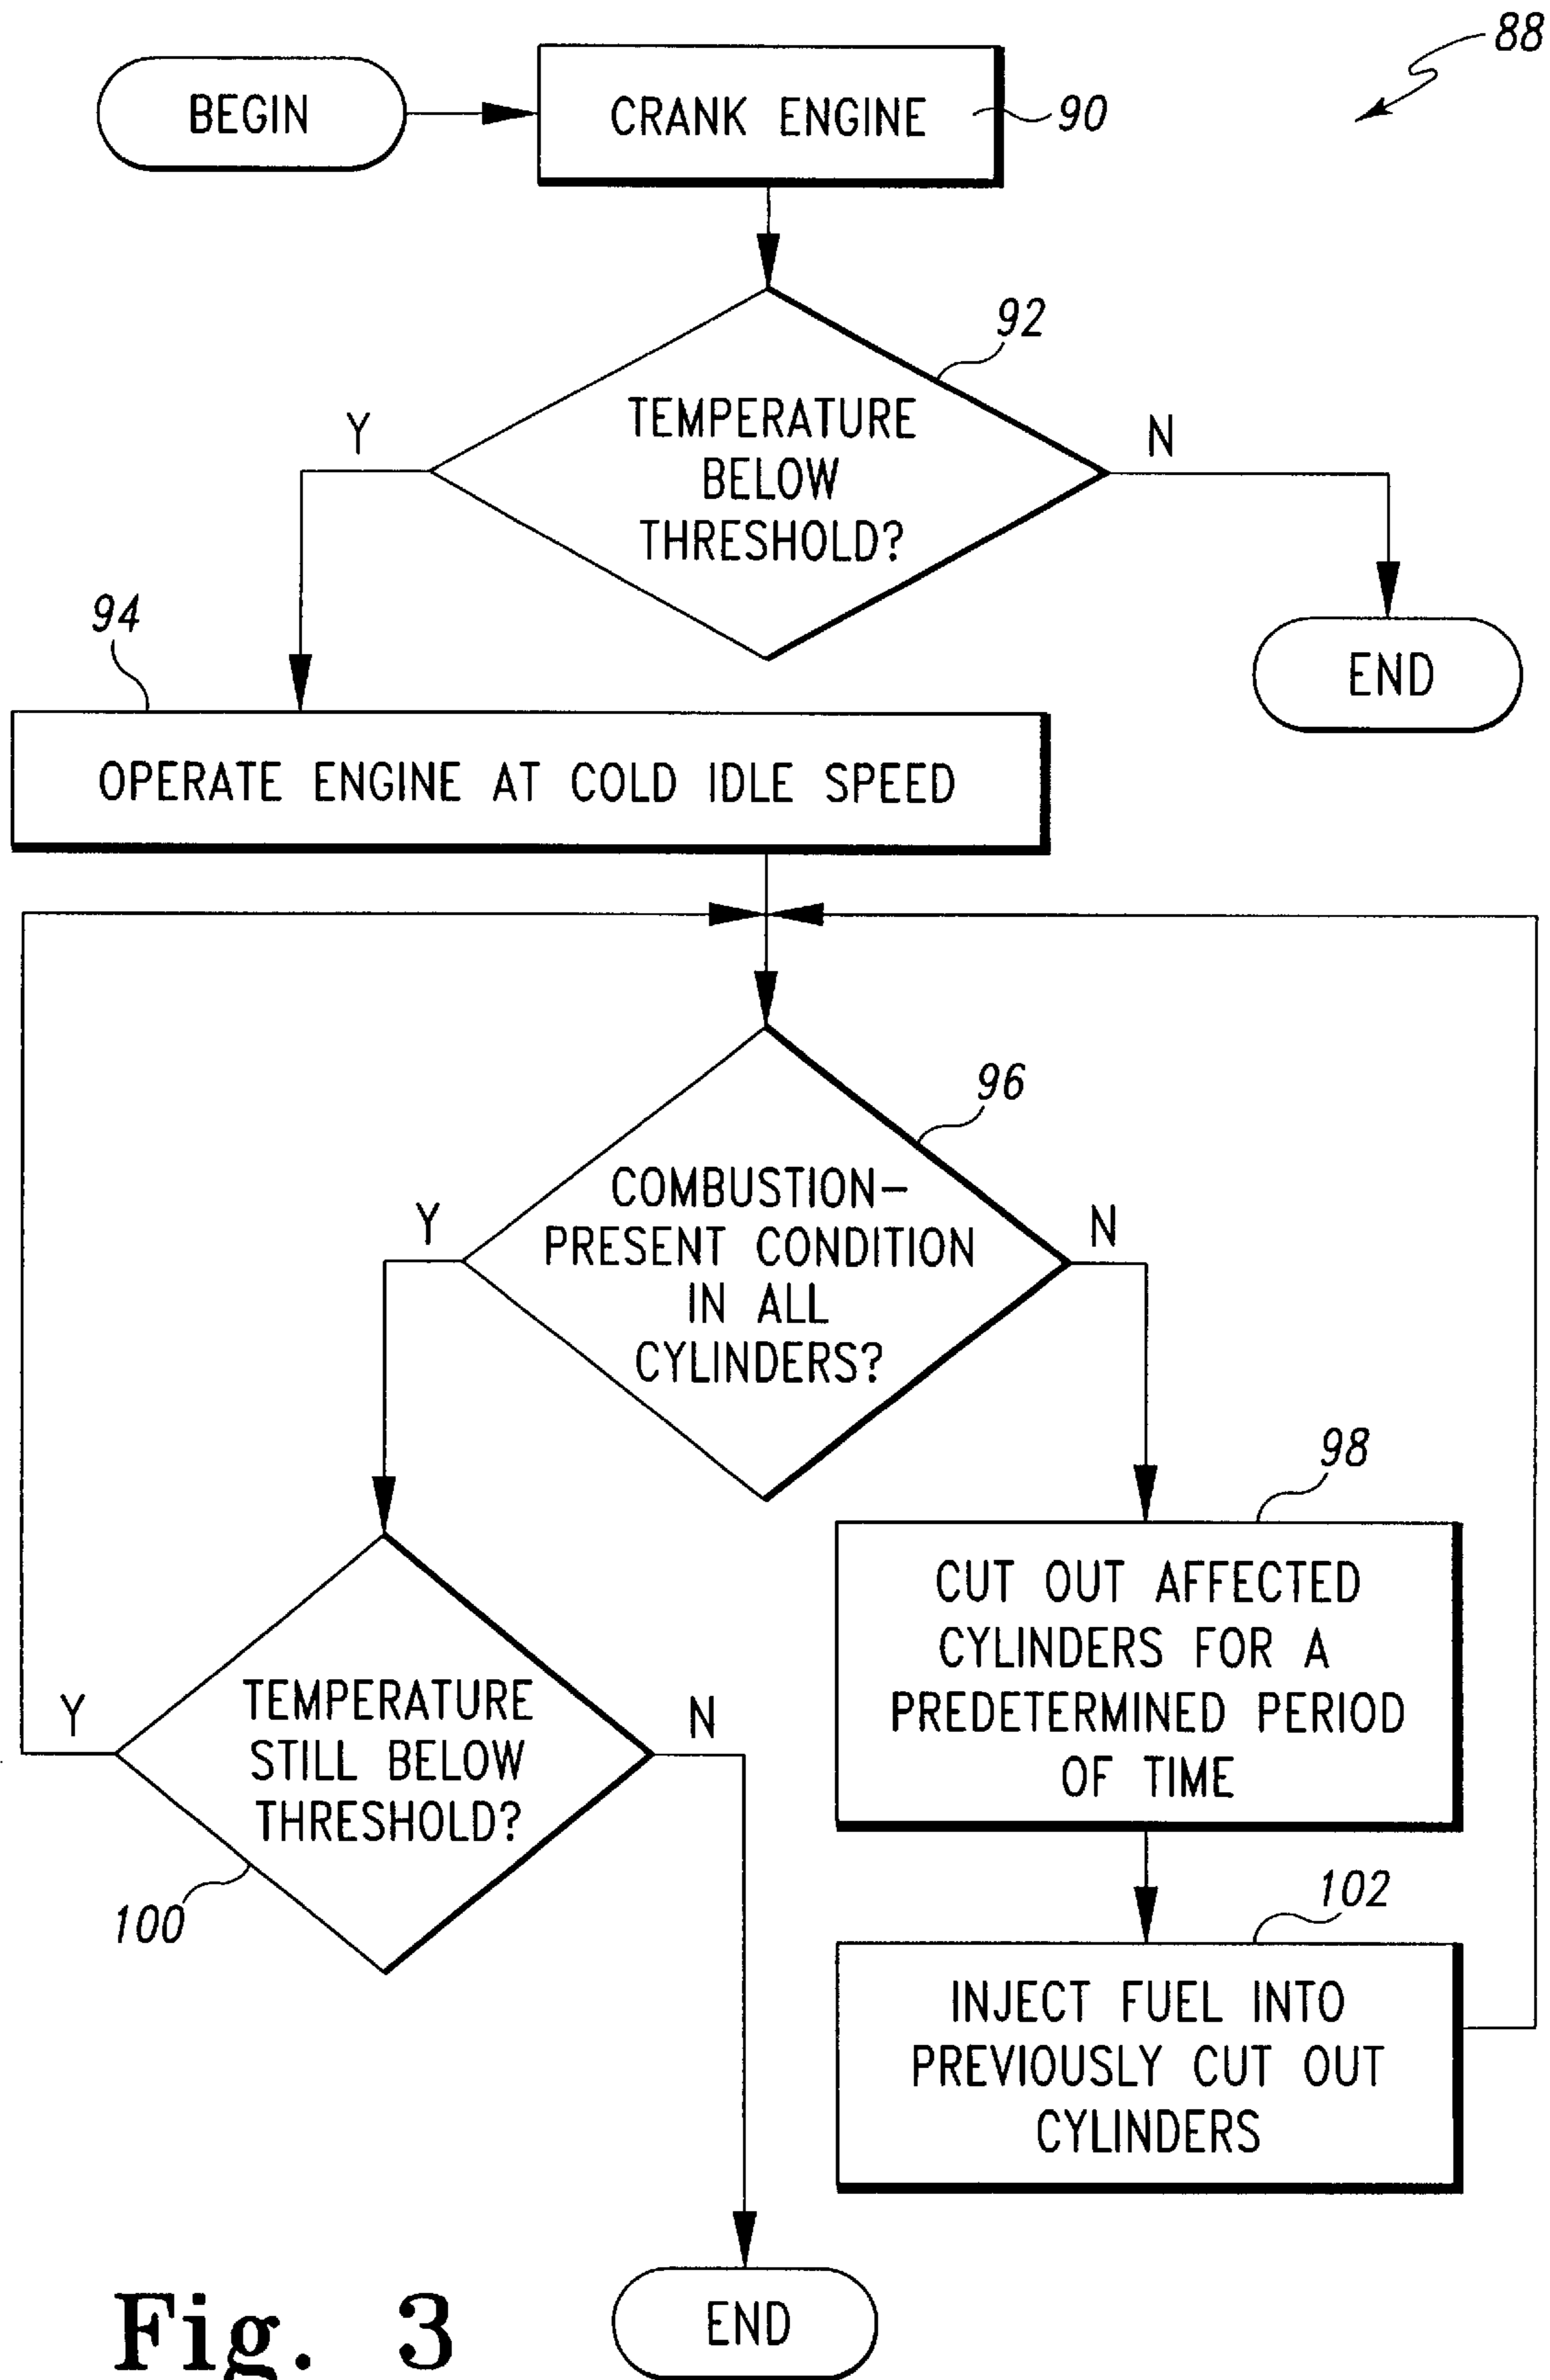 88
BEGIN
CRANK ENGINE
90
92
TEMPERATURE
BELOW
THRESHOLD?
Y
N
END
94
OPERATE ENGINE AT COLD IDLE SPEED
96
COMBUSTION-
PRESENT CONDITION
IN ALL
CYLINDERS?
Y
N
98
CUT OUT AFFECTED
CYLINDERS FOR A
PREDETERMINED PERIOD
OF TIME
TEMPERATURE
STILL BELOW
THRESHOLD?
Y
N
100
102
INJECT FUEL INTO
PREVIOUSLY CUT OUT
CYLINDERS
END
Fig. 3